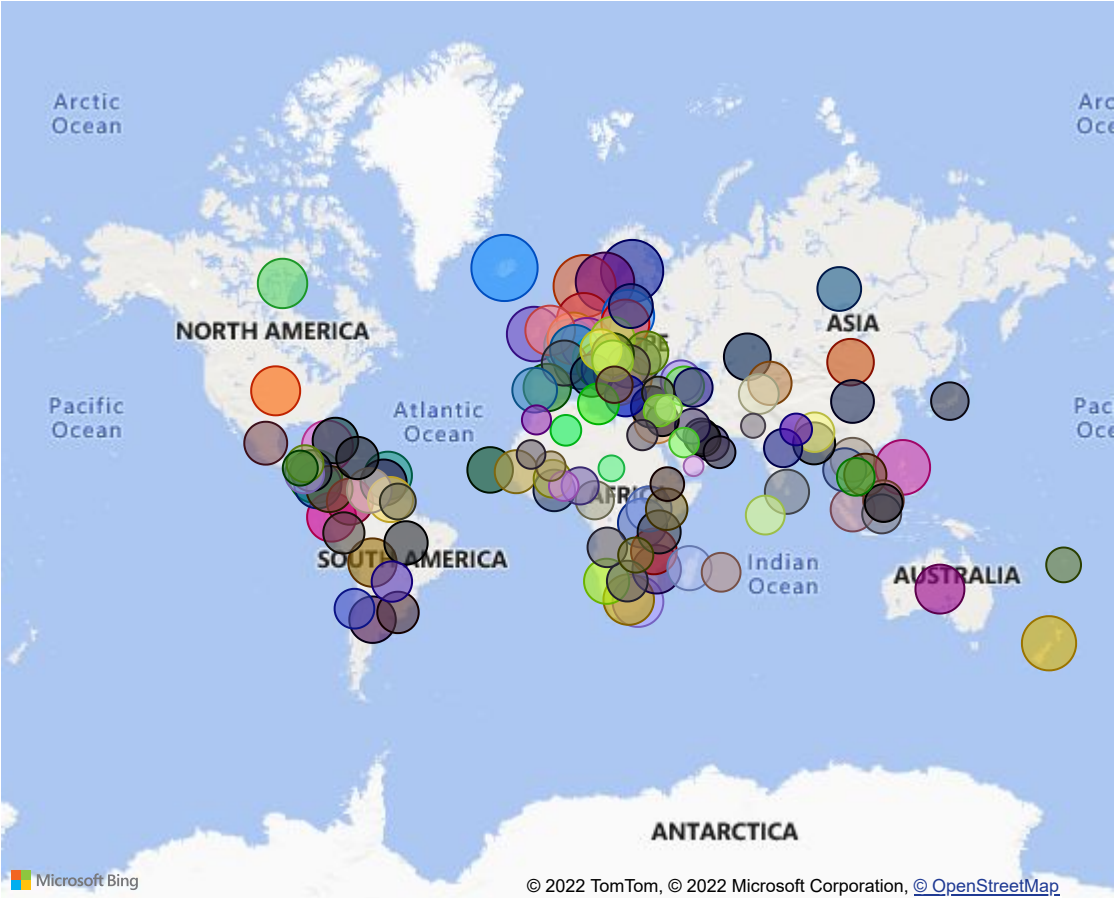 Arctic
Ocean
Arc
Oce
NORTH AMERICA
ASIA
Pacific
Ocean
Atlantic
Ocean
Pac
Oce
AFRICA
SOUTH AMERICA
Indian
Ocean
AUSTRALIA
ANTARCTICA
Microsoft Bing
© 2022 TomTom, © 2022 Microsoft Corporation, © OpenStreetMap